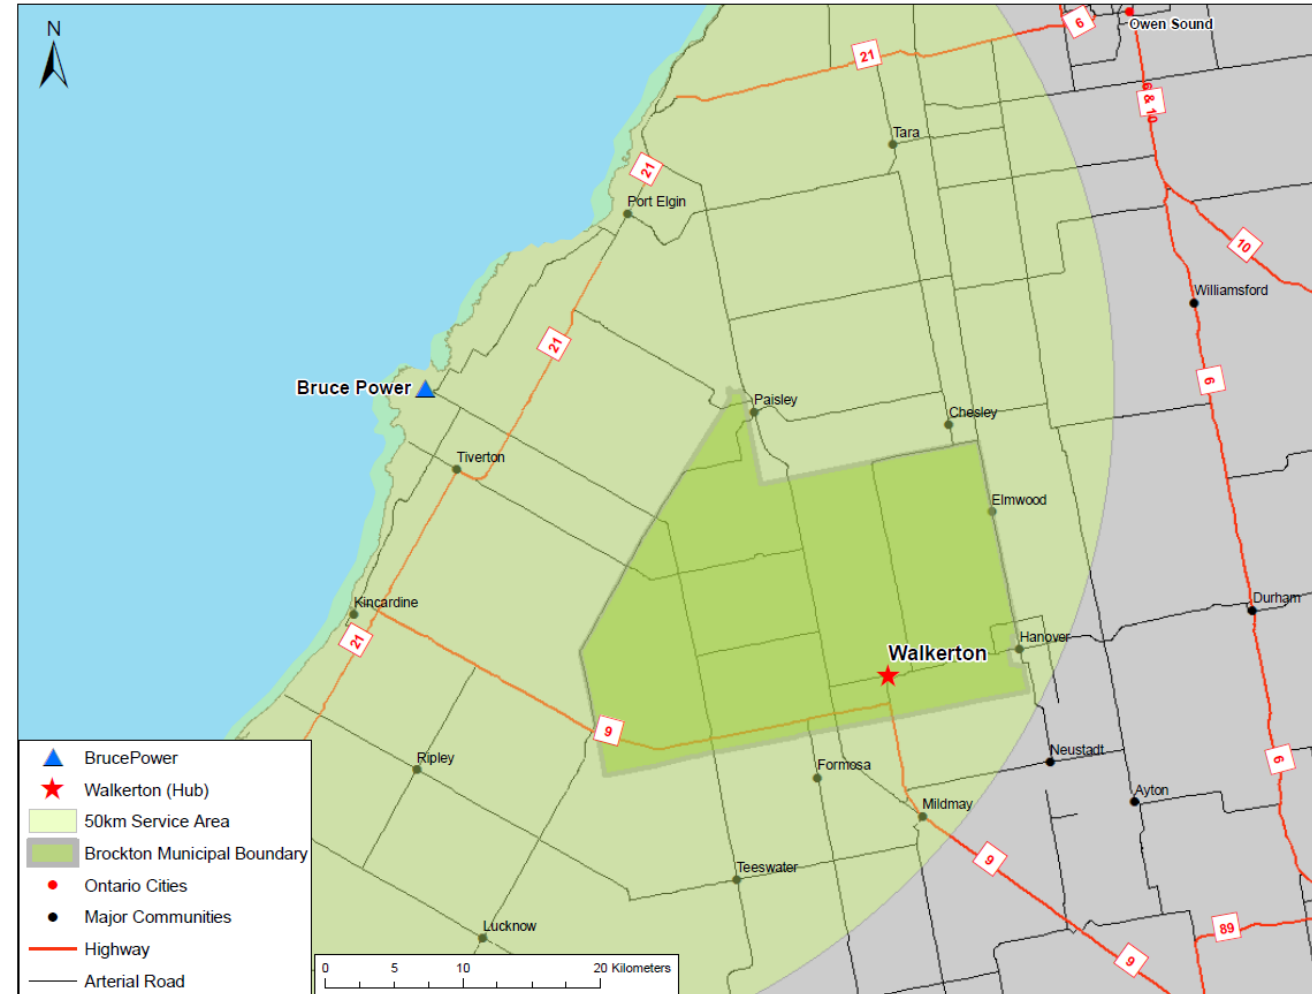 N
6
Owen Sound
21
6 & 10
Tara
21
Port Elgin
10
Williamsford
21
6
Bruce Power
Paisley
Chesley
Tiverton
Elmwood
Kincardine
Durham
21
Hanover
Walkerton
9
Neustadt
6
Ripley
Formosa
Ayton
Mildmay
9
Teeswater
Lucknow
89
9
BrucePower
Walkerton (Hub)
50km Service Area
Brockton Municipal Boundary
Ontario Cities
Major Communities
Highway
Arterial Road
0 5 10 20 Kilometers